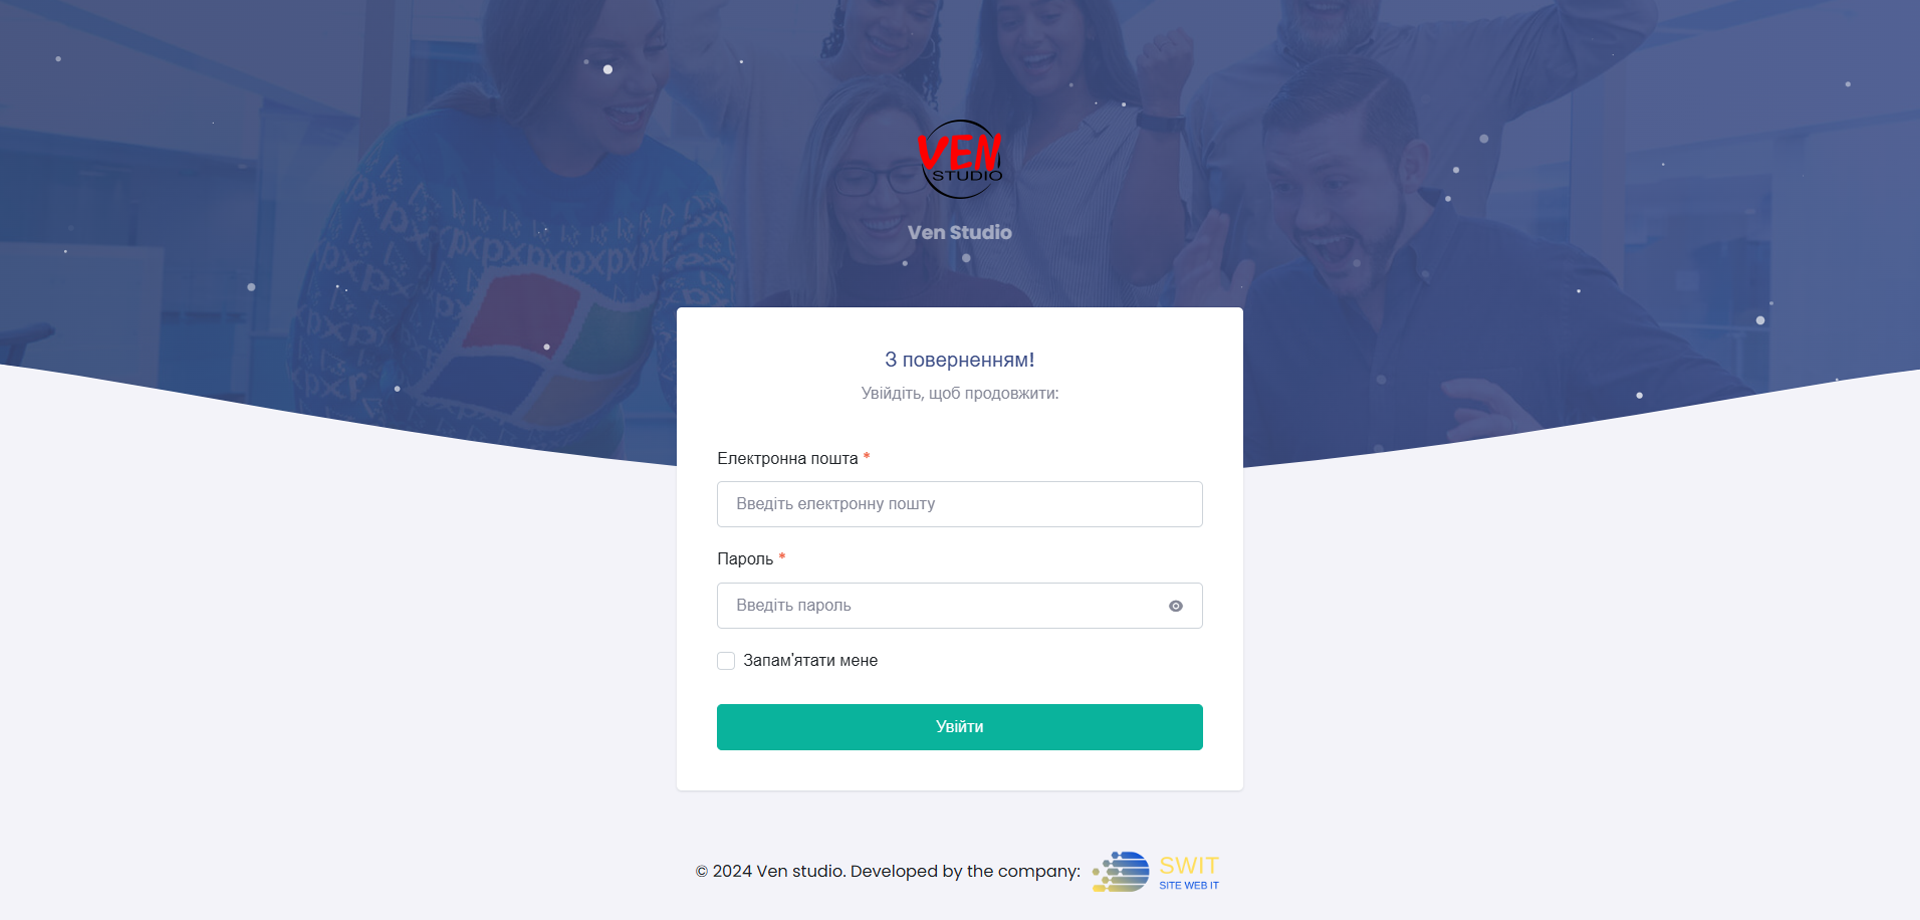 VEN
STUDIO
Ven Studio
З поверненням!
Увійдіть, щоб продовжити:
Електронна пошта *
Введіть електронну пошту
Пароль *
Введіть пароль
Запам'ятати мене
Увійти
© 2024 Ven studio. Developed by the company:
SWIT
SITE WEB IT